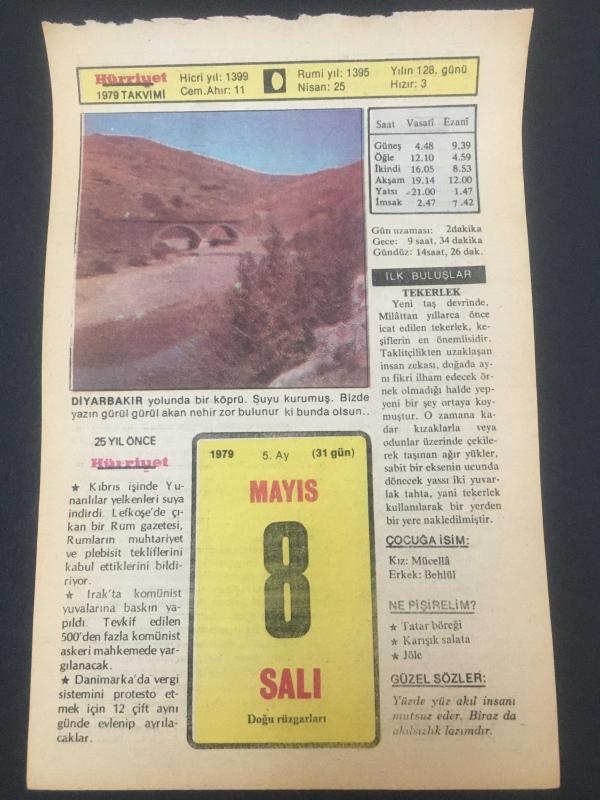 Hürriyet
1979 TAKVİMİ
Hicri yıl: 1399
Cem.Ahır: 11
Rumi yıl: 1395
Nisan: 25
Yılın 128. günü
Hızır: 3
Saat Vasatî Ezanî
Güneş 4.48 9.39
Öğle 12.10 4.59
İkindi 16.05 8.53
Akşam 19.14 12.00
Yatsı 21.00 1.47
İmsak 2.47 7.42
Gün uzaması: 2dakika
Gece: 9 saat, 34 dakika
Gündüz: 14saat, 26 dak.
İLK BULUŞLAR
TEKERLEK
Yeni taş devrinde,
Milâttan yıllarca önce
icat edilen tekerlek, ke-
şiflerin en önemlisidir.
Taklitçilikten uzaklaşan
insan zekası, doğada ay-
nı fikri ilham edecek ör-
nek olmadığı halde yep-
yeni bir şey ortaya koy-
muştur. O zamana ka-
dar kızaklarla veya
odunlar üzerinde çekile-
rek taşınan ağır yükler,
sabit bir eksenin ucunda
dönecek yassı iki yuvar-
lak tahta, yani tekerlek
kullanılarak bir yerden
bir yere nakledilmiştir.
DİYARBAKIR yolunda bir köprü. Suyu kurumuş. Bizde
yazın gürül gürül akan nehir zor bulunur ki bunda olsun..
25 YIL ÖNCE
Hürriyet
★ Kıbrıs işinde Yu-
nanlılar yelkenleri suya
indirdi. Lefkoşe'de çı-
kan bir Rum gazetesi,
Rumların muhtariyet
ve plebisit tekliflerini
kabul ettiklerini bildi-
riyor.
★ Irak'ta komünist
yuvalarına baskın ya-
pıldı. Tevkif edilen
500'den fazla komünist
askeri mahkemede yar-
gılanacak.
★ Danimarka'da vergi
sistemini protesto et-
mek için 12 çift aynı
günde evlenip ayrıla-
caklar.
1979 5. Ay (31 gün)
MAYIS
8
SALI
Doğu rüzgarları
ÇOCUĞA İSİM:
Kız: Mücellâ
Erkek: Behlül
NE PİŞİRELİM?
★ Tatar böreği
★ Karışık salata
★ Jöle
GÜZEL SÖZLER:
Yüzde yüz akıl insanı
mutsuz eder. Biraz da
akılsızlık lazımdır.